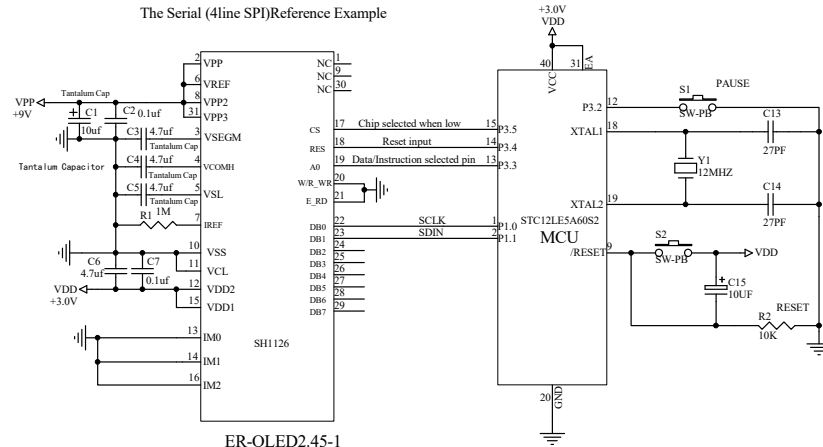 The Serial (4line SPI)Reference Example
VPP
+9V
Tantalum Cap
C1
10uf
C2
0.1uf
C3
4.7uf
Tantalum Cap
Tantalum Capacitor
C4
4.7uf
Tantalum Cap
C5
4.7uf
Tantalum Cap
R1
1M
C6
4.7uf
C7
0.1uf
VDD
+3.0V
2 VPP
6 VREF
8 VPP2
31 VPP3
3 VSEGM
4 VCOMH
5 VSL
7 IREF
10 VSS
11 VCL
12 VDD2
15 VDD1
13 IM0
14 IM1
16 IM2
SH1126
ER-OLED2.45-1
NC 1
NC 9
NC 30
CS 17 Chip selected when low 15 P3.5
RES 18 Reset input 14 P3.4
A0 19 Data/Instruction selected pin 13 P3.3
W/R_WR 20
E_RD 21
DB0 22 SCLK 1 P1.0
DB1 23 SDIN 2 P1.1
DB2 24
DB3 25
DB4 26
DB5 27
DB6 28
DB7 29
+3.0V
VDD
40 VCC
31 EA
STC12LE5A60S2
MCU
20 GND
P3.2 12
XTAL1 18
XTAL2 19
/RESET 9
S1
PAUSE
SW-PB
C13
27PF
Y1
12MHZ
C14
27PF
S2
SW-PB
VDD
C15
10UF
RESET
R2
10K